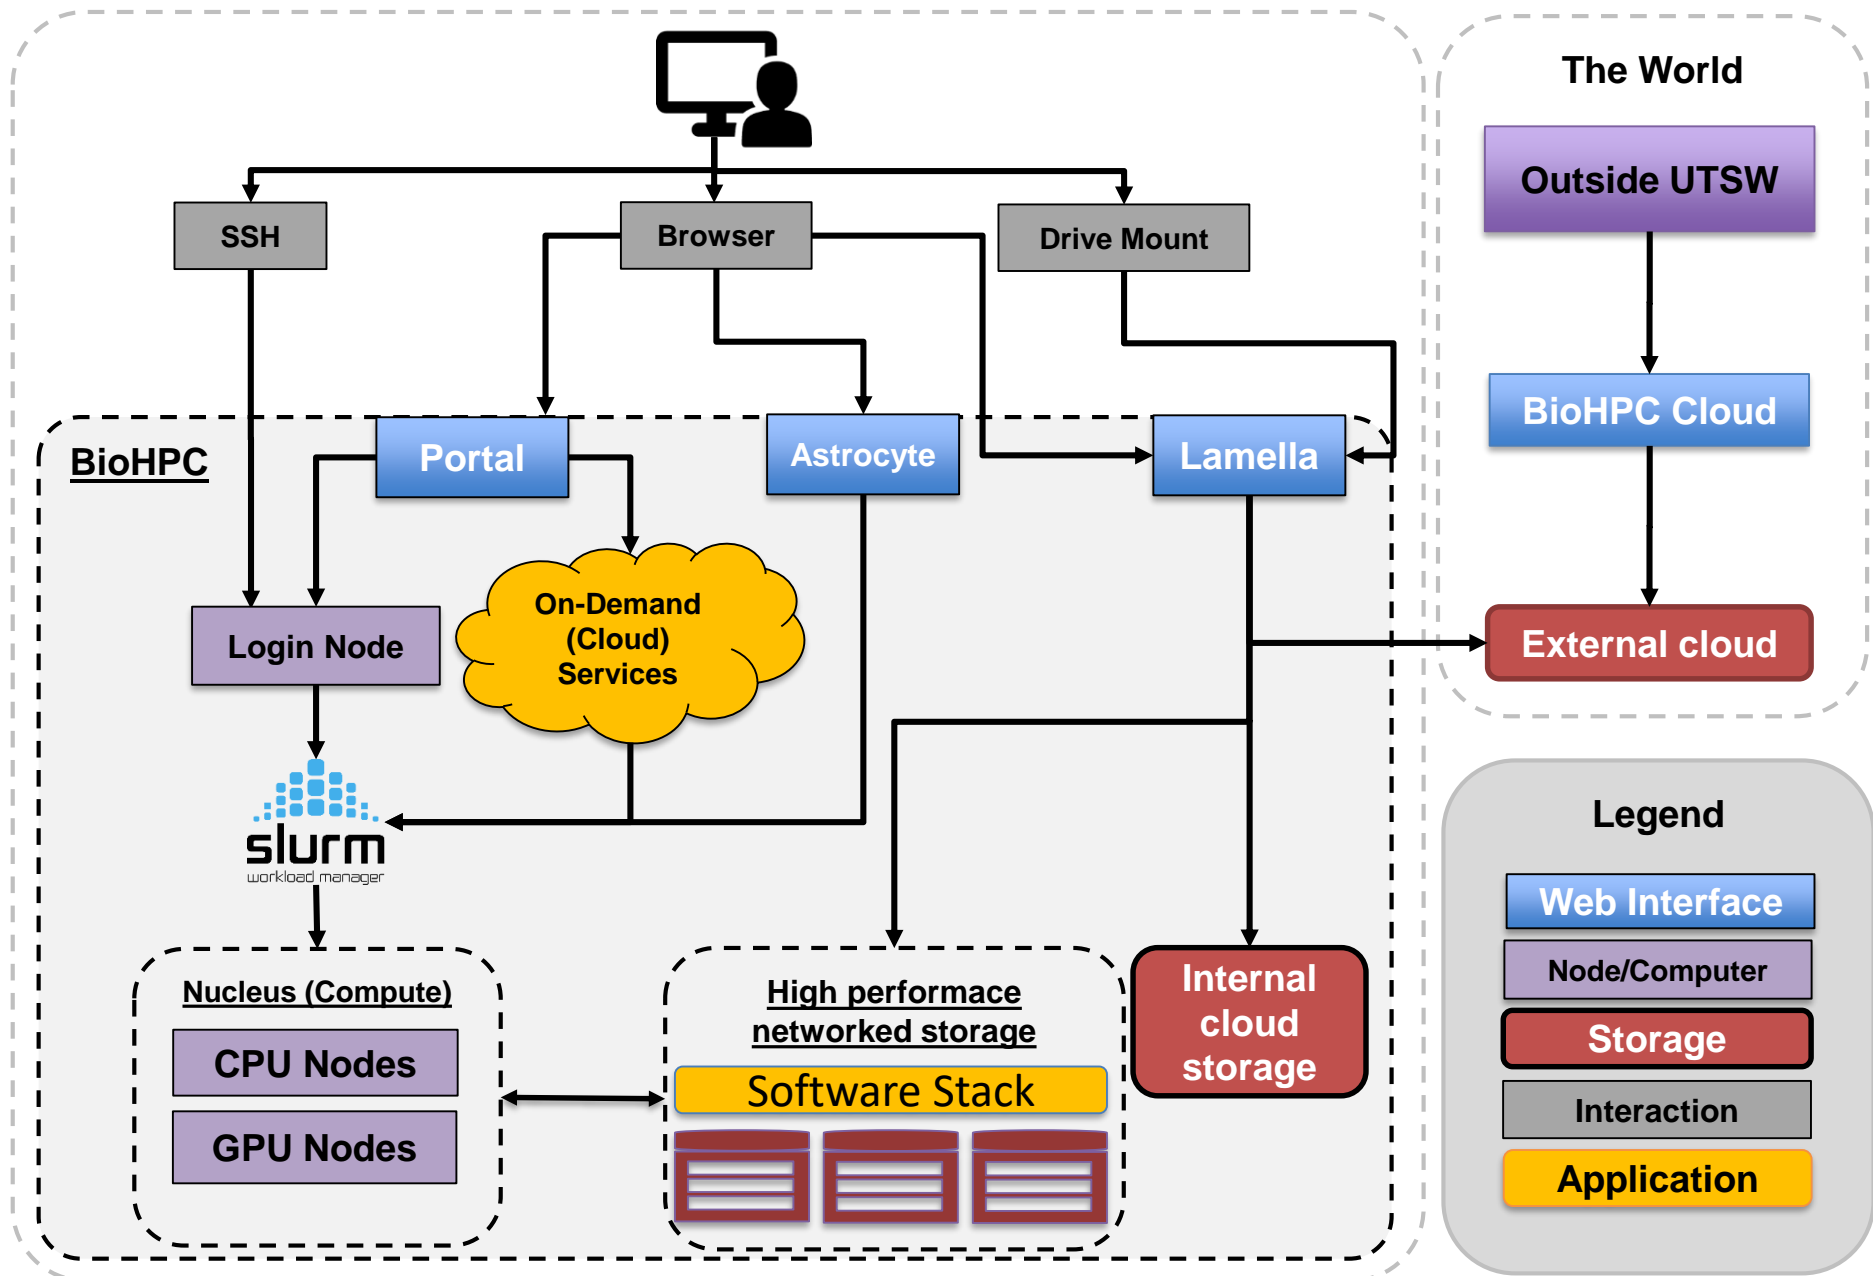 The World
Outside UTSW
SSH
Browser
Drive Mount
BioHPC Cloud
BioHPC
Portal
Astrocyte
Lamella
On-Demand
(Cloud)
Services
Login Node
External cloud
slurm
workload manager
Legend
Web Interface
Node/Computer
Storage
Interaction
Application
Nucleus (Compute)
CPU Nodes
GPU Nodes
High performace
networked storage
Software Stack
Internal
cloud
storage